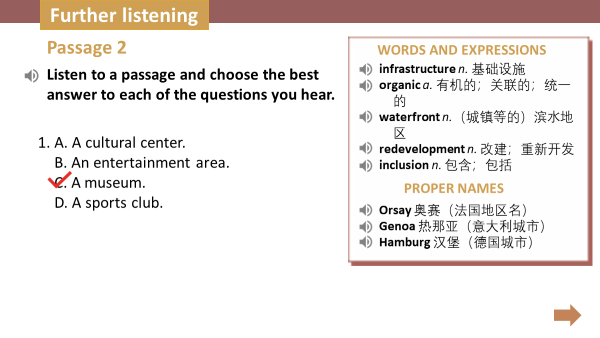 Further listening
Passage 2
Listen to a passage and choose the best
answer to each of the questions you hear.
1. A. A cultural center.
B. An entertainment area.
C. A museum.
D. A sports club.
WORDS AND EXPRESSIONS
infrastructure n. 基础设施
organic a. 有机的；关联的；统一
的
waterfront n.（城镇等的）滨水地
区
redevelopment n. 改建；重新开发
inclusion n. 包含；包括
PROPER NAMES
Orsay 奥赛（法国地区名）
Genoa 热那亚（意大利城市）
Hamburg 汉堡（德国城市）